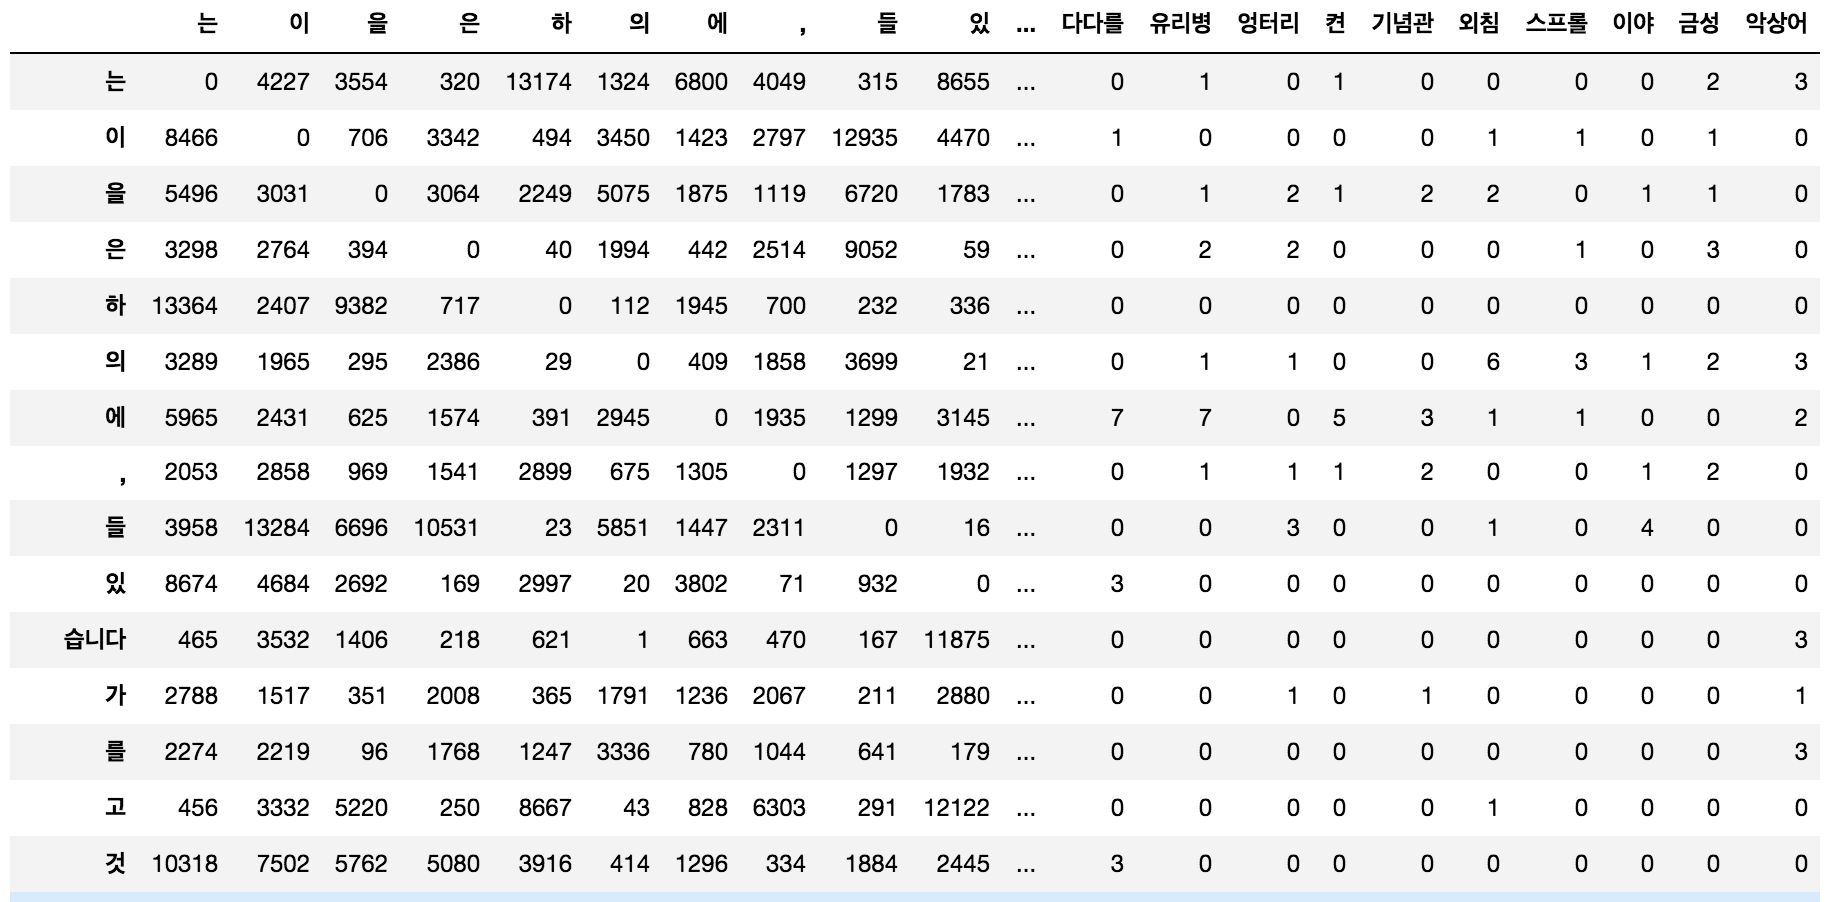 는 이 을 은 하 의 에 , 들 있 ... 다다를 유리병 엉터리 켠 기념관 외침 스프롤 이야 금성 악상어
는 0 4227 3554 320 13174 1324 6800 4049 315 8655 ... 0 1 0 1 0 0 0 0 2 3
이 8466 0 706 3342 494 3450 1423 2797 12935 4470 ... 1 0 0 0 0 1 1 0 1 0
을 5496 3031 0 3064 2249 5075 1875 1119 6720 1783 ... 0 1 2 1 2 2 0 1 1 0
은 3298 2764 394 0 40 1994 442 2514 9052 59 ... 0 2 2 0 0 0 1 0 3 0
하 13364 2407 9382 717 0 112 1945 700 232 336 ... 0 0 0 0 0 0 0 0 0 0
의 3289 1965 295 2386 29 0 409 1858 3699 21 ... 0 1 1 0 0 6 3 1 2 3
에 5965 2431 625 1574 391 2945 0 1935 1299 3145 ... 7 7 0 5 3 1 1 0 0 2
, 2053 2858 969 1541 2899 675 1305 0 1297 1932 ... 0 1 1 1 2 0 0 1 2 0
들 3958 13284 6696 10531 23 5851 1447 2311 0 16 ... 0 0 3 0 0 1 0 4 0 0
있 8674 4684 2692 169 2997 20 3802 71 932 0 ... 3 0 0 0 0 0 0 0 0 0
습니다 465 3532 1406 218 621 1 663 470 167 11875 ... 0 0 0 0 0 0 0 0 0 3
가 2788 1517 351 2008 365 1791 1236 2067 211 2880 ... 0 0 1 0 1 0 0 0 0 1
를 2274 2219 96 1768 1247 3336 780 1044 641 179 ... 0 0 0 0 0 0 0 0 0 3
고 456 3332 5220 250 8667 43 828 6303 291 12122 ... 0 0 0 0 0 1 0 0 0 0
것 10318 7502 5762 5080 3916 414 1296 334 1884 2445 ... 3 0 0 0 0 0 0 0 0 0